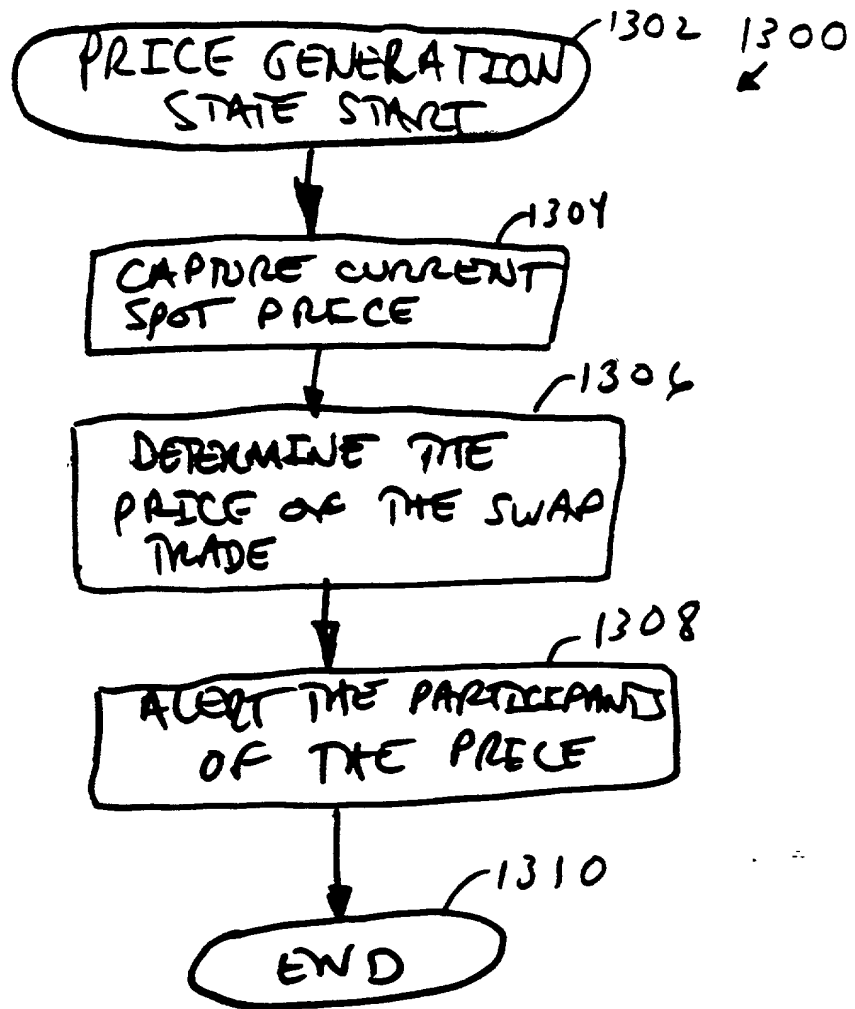 1302 1300
PRICE GENERATION
STATE START
1304
CAPTURE CURRENT
SPOT PRICE
1306
DETERMINE THE
PRICE OF THE SWAP
TRADE
1308
ALERT THE PARTICIPANTS
OF THE PRICE
1310
END